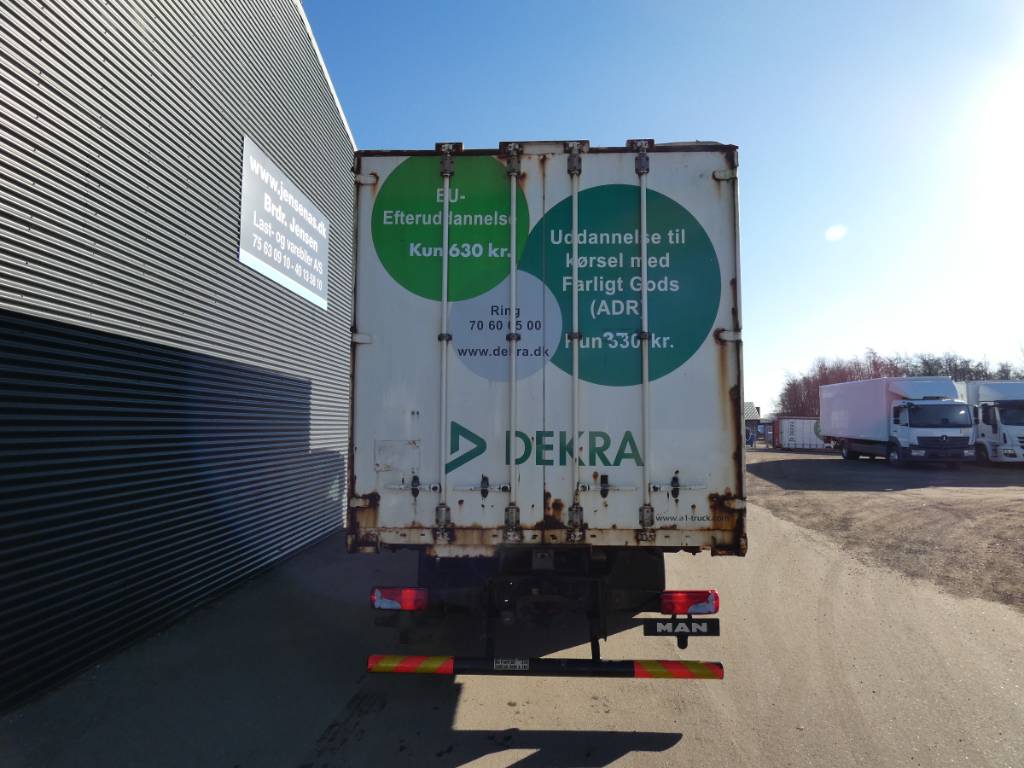 www.jensenas.dk
Brdr. Jensen
Last- og varebiler A/S
75 63 09 10 - 40 13 58 10
EU-
Efteruddannelse
Kun 630 kr.
Uddannelse til
kørsel med
Farligt Gods
(ADR)
Kun 330 kr.
Ring
70 60 05 00
www.dekra.dk
DEKRA
www.a1-truck.com
MAN